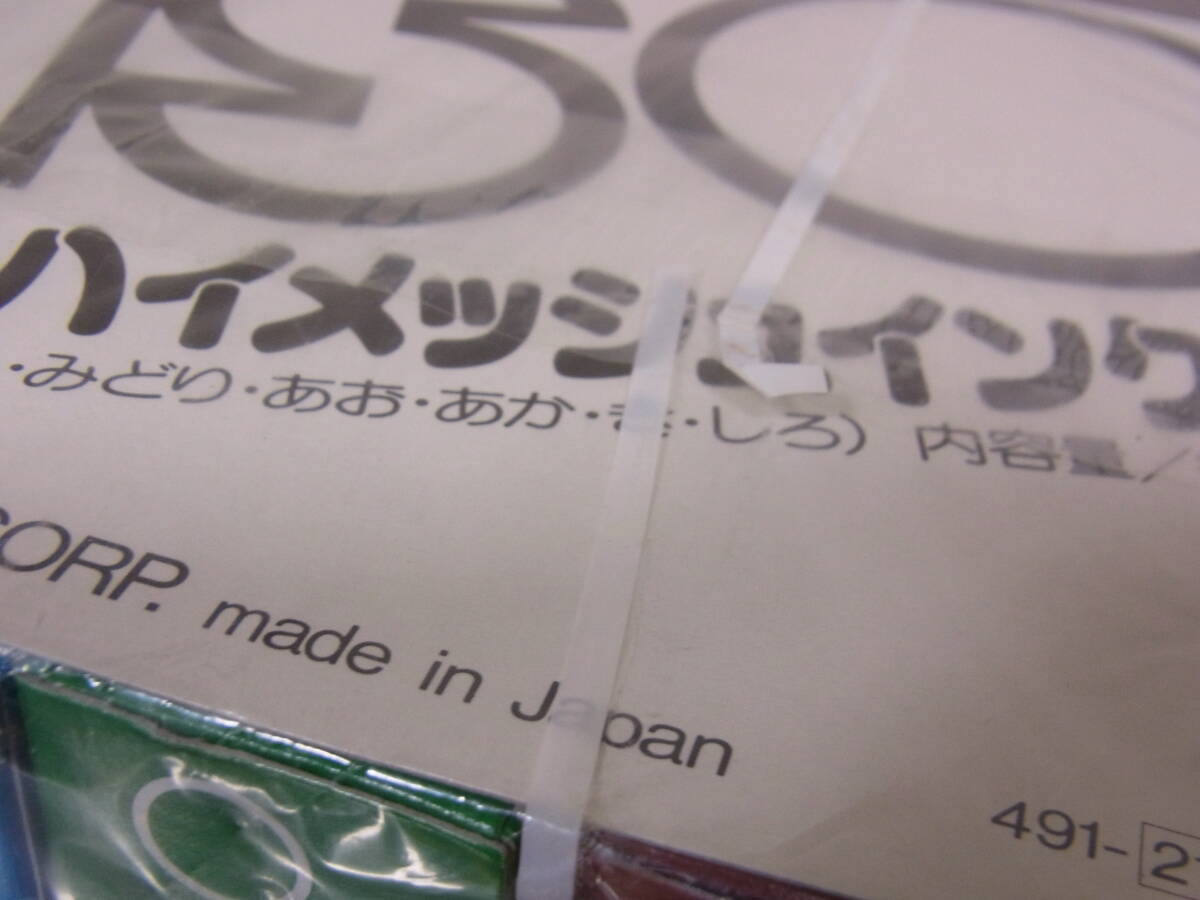 ハイメッシュインク
・みどり・あお・あか・き・しろ) 内容量/
CORP. made in Japan
491-2